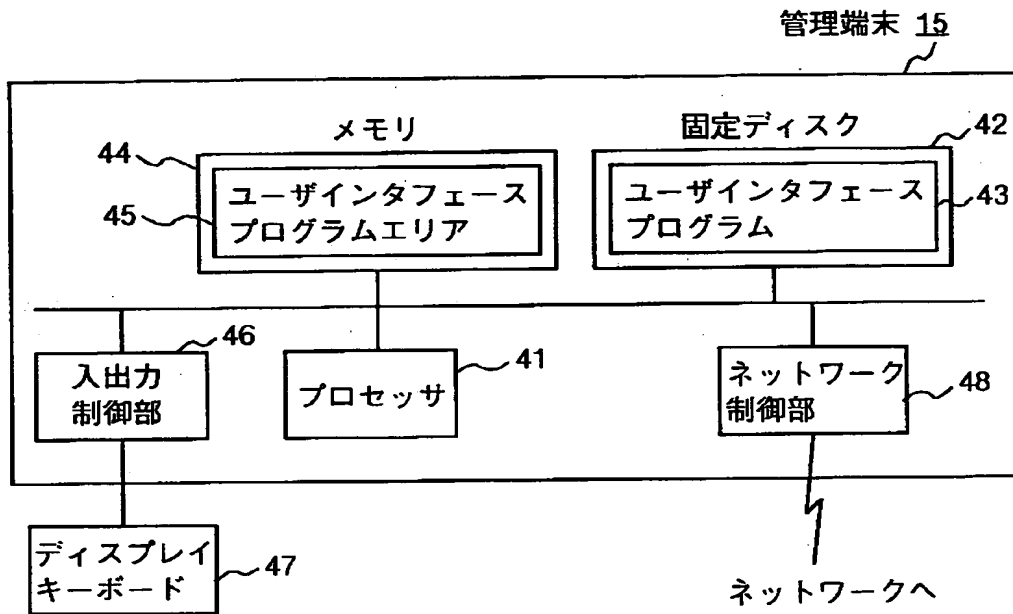 管理端末 15
メモリ
固定ディスク
44
42
ユーザインタフェース
プログラムエリア
45
ユーザインタフェース
プログラム
43
46
入出力
制御部
41
プロセッサ
ネットワーク
制御部
48
ディスプレイ
キーボード
47
ネットワークへ